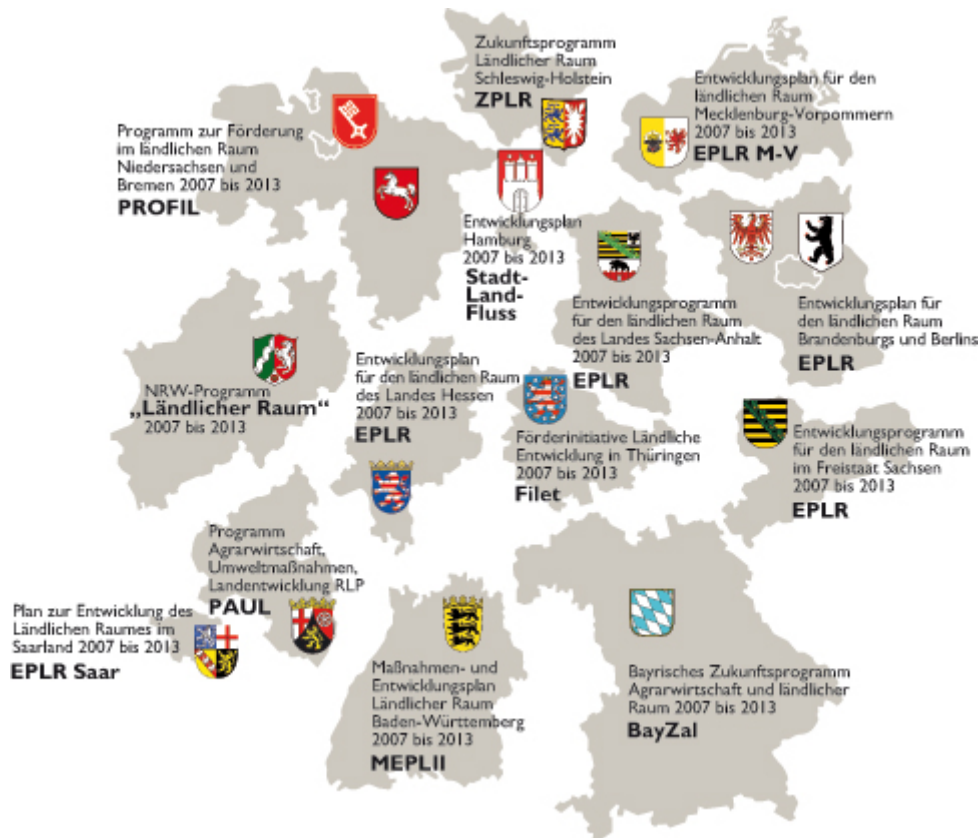 Zukunftsprogramm
Ländlicher Raum
Schleswig-Holstein
ZPLR
Entwicklungsplan für den
ländlichen Raum
Mecklenburg-Vorpommern
2007 bis 2013
EPLR M-V
Programm zur Förderung
im ländlichen Raum
Niedersachsen und
Bremen 2007 bis 2013
PROFIL
Entwicklungsplan
Hamburg
2007 bis 2013
Stadt-
Land-
Fluss
Entwicklungsprogramm
für den ländlichen Raum
des Landes Sachsen-Anhalt
2007 bis 2013
EPLR
Entwicklungsplan für
den ländlichen Raum
Brandenburgs und Berlins
EPLR
NRW-Programm
„Ländlicher Raum“
2007 bis 2013
Entwicklungsplan
für den ländlichen Raum
des Landes Hessen
2007 bis 2013
EPLR
Förderinitiative Ländliche
Entwicklung in Thüringen
2007 bis 2013
Filet
Entwicklungsprogramm
für den ländlichen Raum
im Freistaat Sachsen
2007 bis 2013
EPLR
Programm
Agrarwirtschaft,
Umweltmaßnahmen,
Landentwicklung RLP
PAUL
Plan zur Entwicklung des
Ländlichen Raumes im
Saarland 2007 bis 2013
EPLR Saar
Maßnahmen- und
Entwicklungsplan
Ländlicher Raum
Baden-Württemberg
2007 bis 2013
MEPLII
Bayrisches Zukunftsprogramm
Agrarwirtschaft und ländlicher
Raum 2007 bis 2013
BayZal